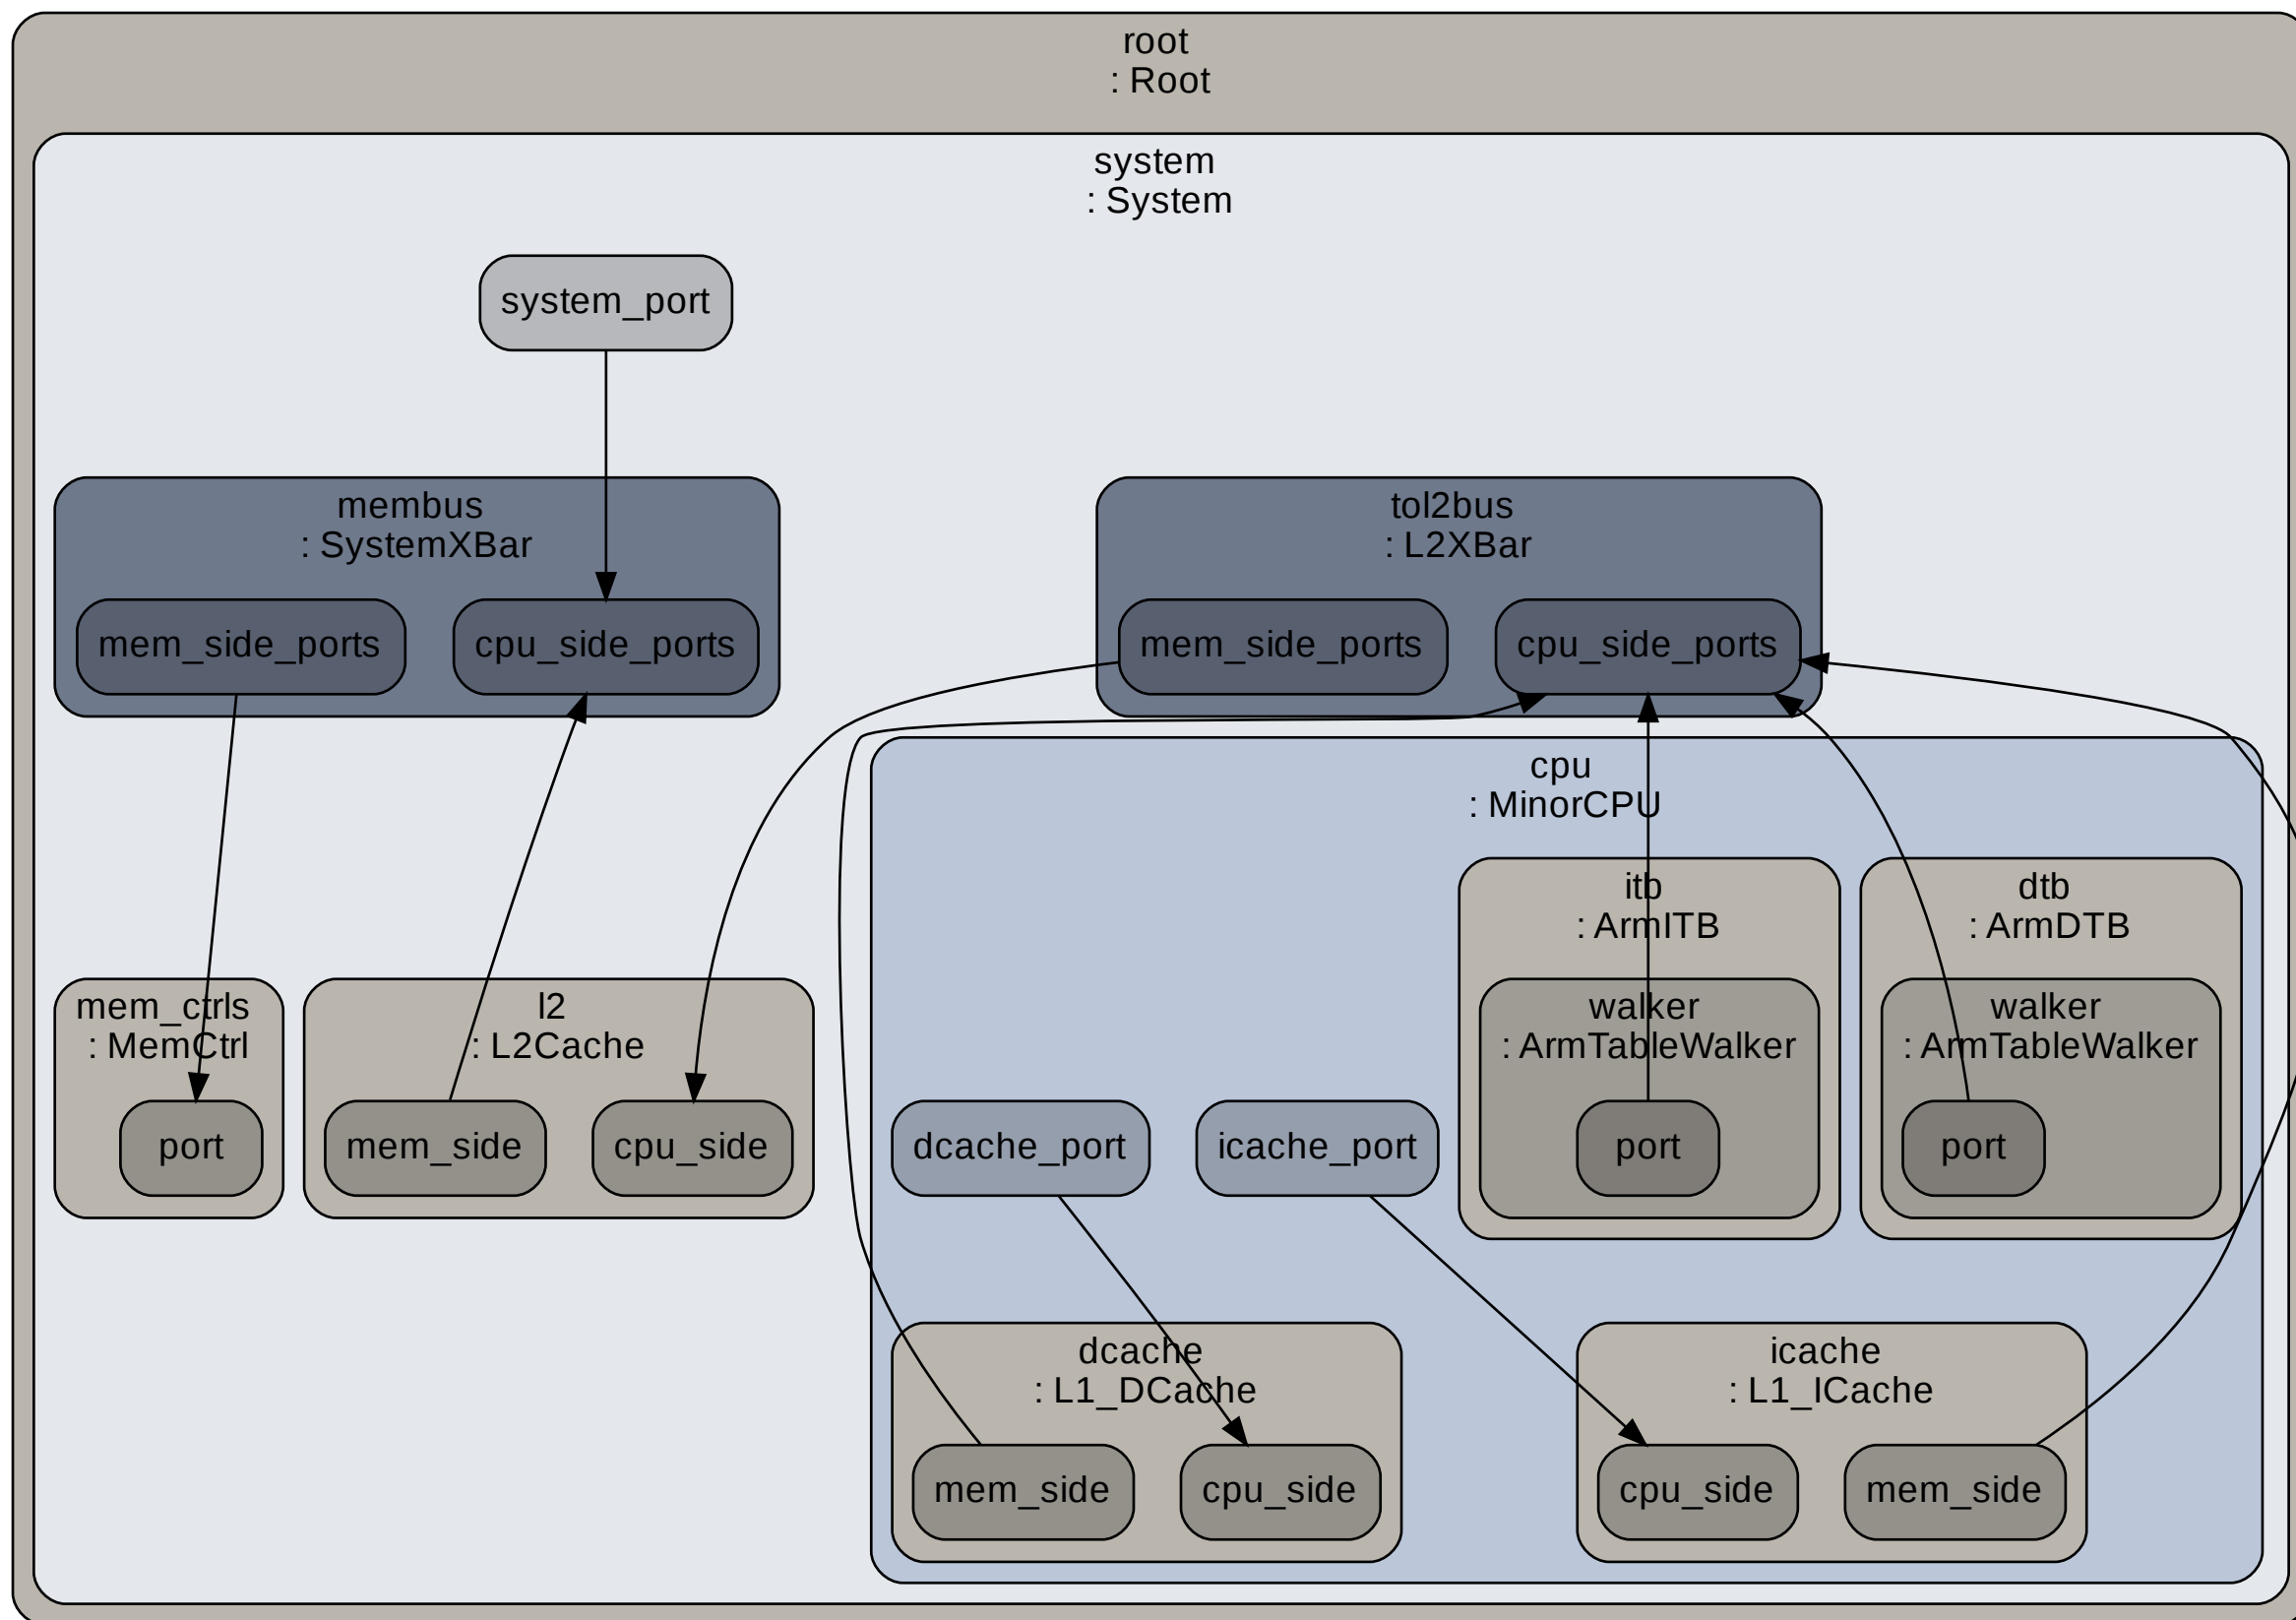 root
: Root
system
: System
system_port
membus
: SystemXBar
mem_side_ports
cpu_side_ports
tol2bus
: L2XBar
mem_side_ports
cpu_side_ports
cpu
: MinorCPU
itb
: ArmITB
walker
: ArmTableWalker
port
dtb
: ArmDTB
walker
: ArmTableWalker
port
mem_ctrls
: MemCtrl
port
l2
: L2Cache
mem_side
cpu_side
dcache_port
icache_port
dcache
: L1_DCache
mem_side
cpu_side
icache
: L1_ICache
cpu_side
mem_side